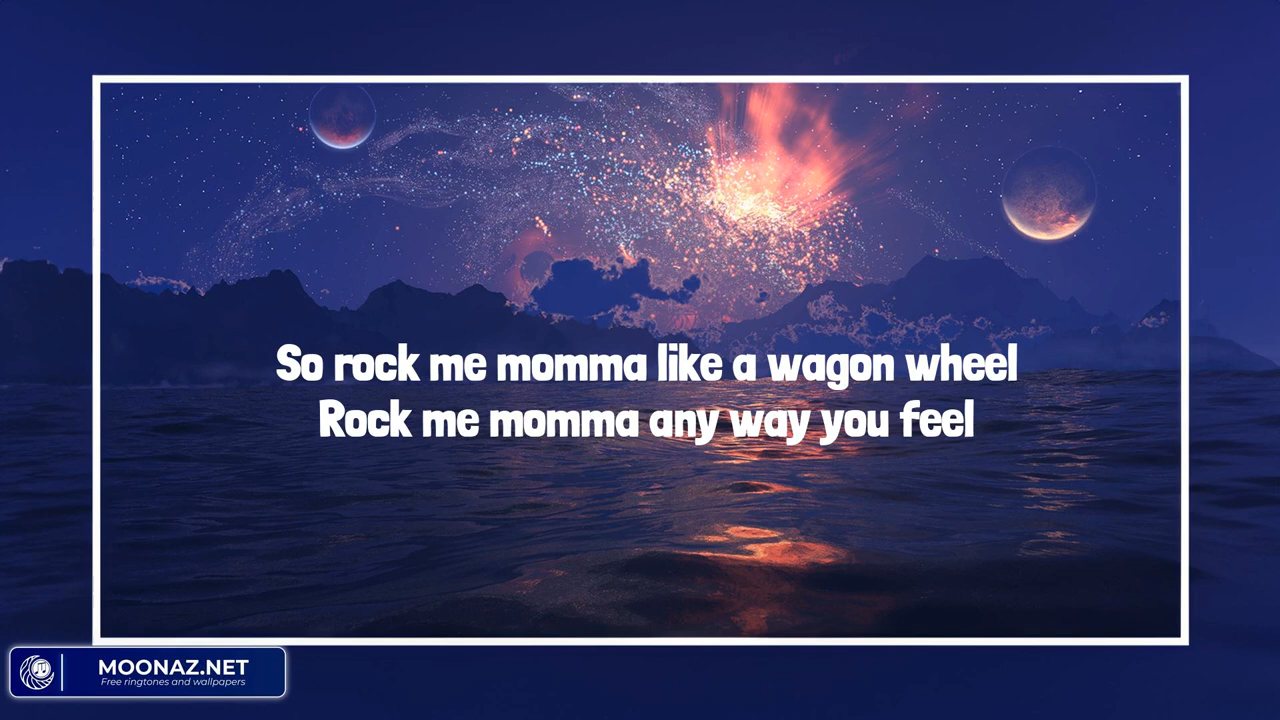 So rock me momma like a wagon wheel
Rock me momma any way you feel
MOONAZ.NET
Free ringtones and wallpapers